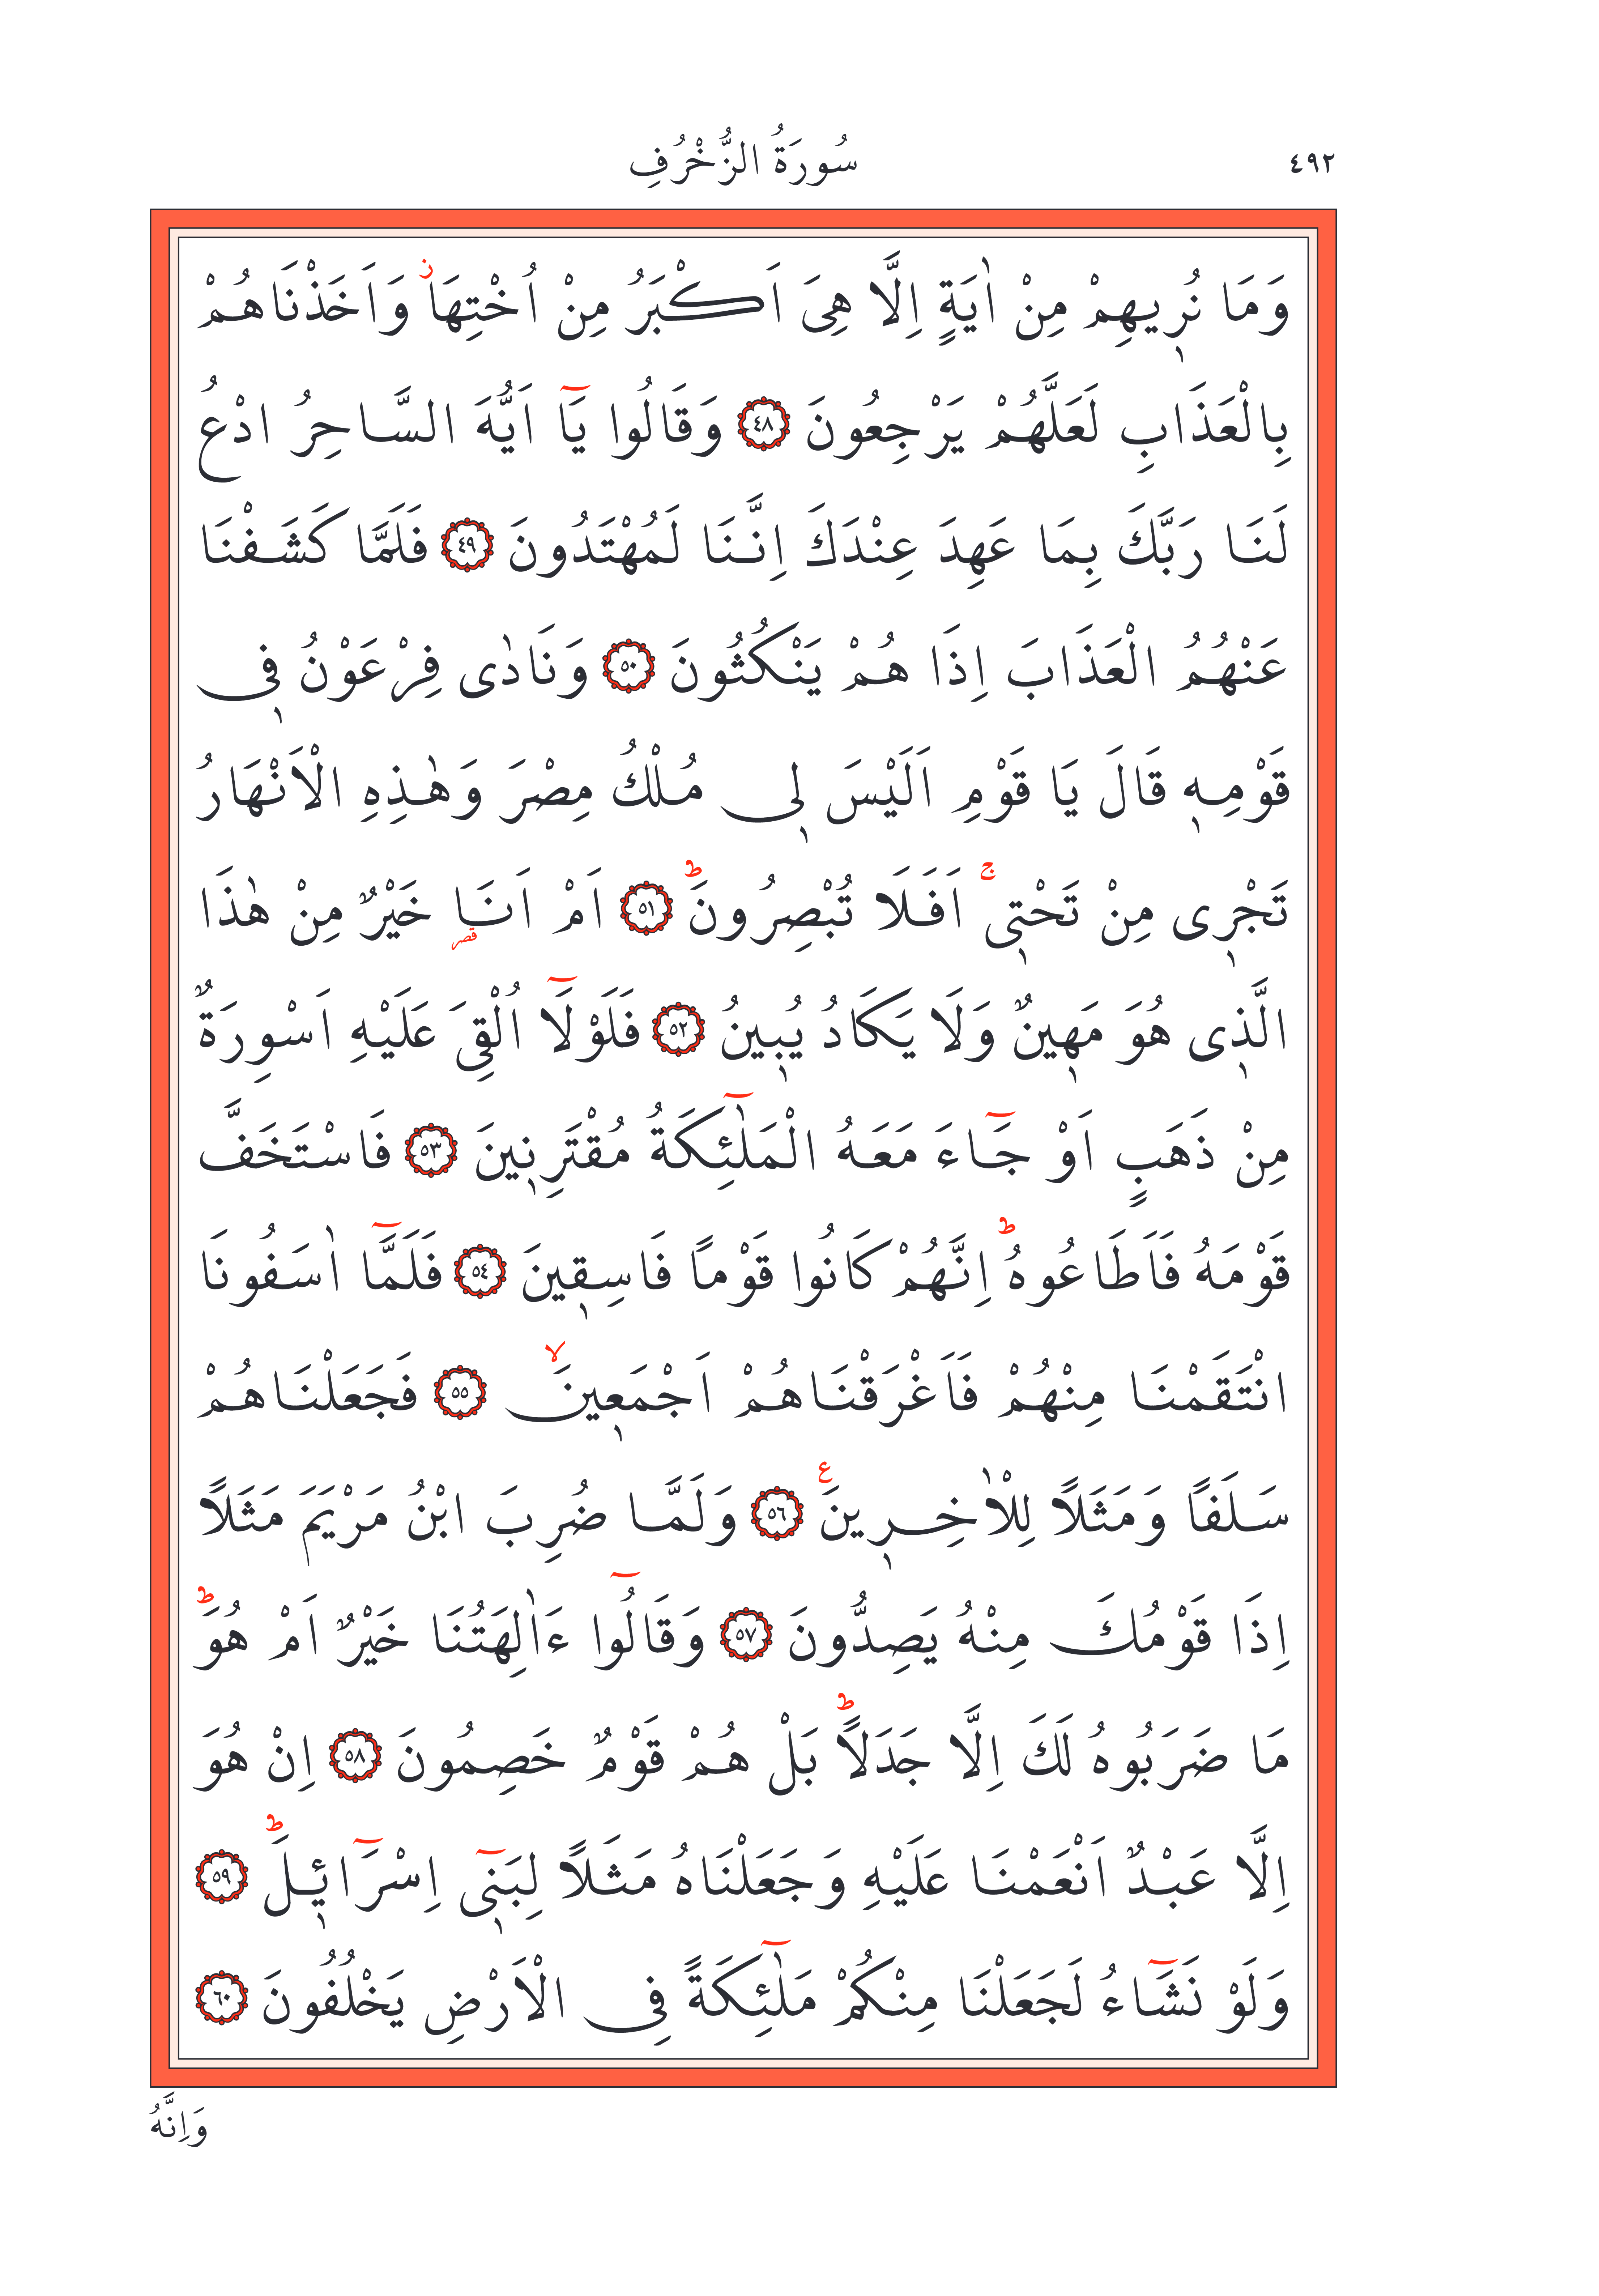 ٤٩٢
سُورَةُ الزُّخْرُفِ
وَمَا نُر۪يهِمْ مِنْ اٰيَةٍ اِلَّا هِيَ اَكْبَرُ مِنْ اُخْتِهَاۘ وَاَخَذْنَاهُمْ
بِالْعَذَابِ لَعَلَّهُمْ يَرْجِعُونَ ﴿٤٨﴾ وَقَالُوا يَٓا اَيُّهَ السَّاحِرُ ادْعُ
لَنَا رَبَّكَ بِمَا عَهِدَ عِنْدَكَ اِنَّنَا لَمُهْتَدُونَ ﴿٤٩﴾ فَلَمَّا كَشَفْنَا
عَنْهُمُ الْعَذَابَ اِذَا هُمْ يَنْكُثُونَ ﴿٥٠﴾ وَنَادٰى فِرْعَوْنُ ف۪ي
قَوْمِه۪ قَالَ يَا قَوْمِ اَلَيْسَ ل۪ي مُلْكُ مِصْرَ وَهٰذِهِ الْاَنْهَارُ
تَجْر۪ي مِنْ تَحْت۪يۚ اَفَلَا تُبْصِرُونَۜ ﴿٥١﴾ اَمْ اَنَا۬ خَيْرٌ مِنْ هٰذَا
الَّذ۪ي هُوَ مَه۪ينٌ وَلَا يَكَادُ يُب۪ينُ ﴿٥٢﴾ فَلَوْلَٓا اُلْقِيَ عَلَيْهِ اَسْوِرَةٌ
مِنْ ذَهَبٍ اَوْ جَٓاءَ مَعَهُ الْمَلٰٓئِكَةُ مُقْتَرِن۪ينَ ﴿٥٣﴾ فَاسْتَخَفَّ
قَوْمَهُ فَاَطَاعُوهُۜ اِنَّهُمْ كَانُوا قَوْمًا فَاسِق۪ينَ ﴿٥٤﴾ فَلَمَّٓا اٰسَفُونَا
انْتَقَمْنَا مِنْهُمْ فَاَغْرَقْنَاهُمْ اَجْمَع۪ينَۙ ﴿٥٥﴾ فَجَعَلْنَاهُمْ
سَلَفًا وَمَثَلًا لِلْاٰخِر۪ينَ۟ ﴿٥٦﴾ وَلَمَّا ضُرِبَ ابْنُ مَرْيَمَ مَثَلًا
اِذَا قَوْمُكَ مِنْهُ يَصِدُّونَ ﴿٥٧﴾ وَقَالُٓوا ءَاٰلِهَتُنَا خَيْرٌ اَمْ هُوَۜ
مَا ضَرَبُوهُ لَكَ اِلَّا جَدَلًاۜ بَلْ هُمْ قَوْمٌ خَصِمُونَ ﴿٥٨﴾ اِنْ هُوَ
اِلَّا عَبْدٌ اَنْعَمْنَا عَلَيْهِ وَجَعَلْنَاهُ مَثَلًا لِبَن۪ٓي اِسْرَٓائ۪لَۜ ﴿٥٩﴾
وَلَوْ نَشَٓاءُ لَجَعَلْنَا مِنْكُمْ مَلٰٓئِكَةً فِي الْاَرْضِ يَخْلُفُونَ ﴿٦٠﴾
وَاِنَّهُ